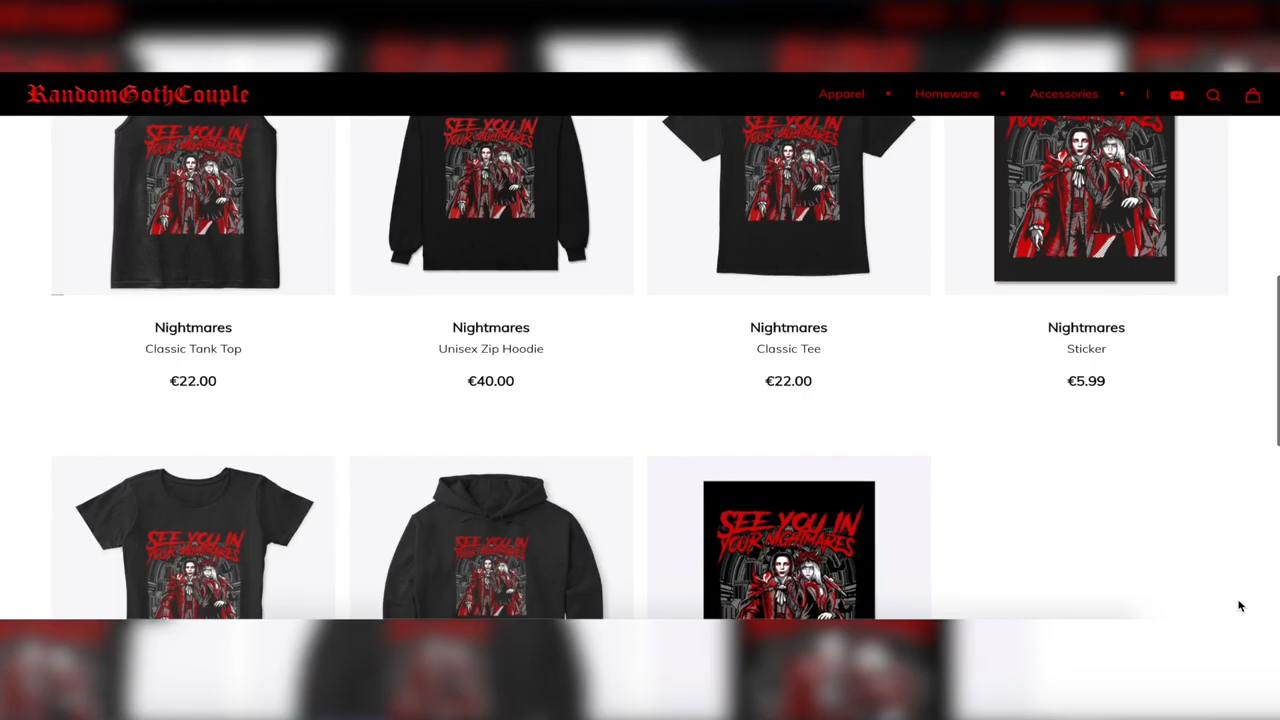 RandomGothCouple
Apparel
Homeware
Accessories
SEE YOU IN
YOUR NIGHTMARES
SEE YOU IN
YOUR NIGHTMARES
SEE YOU IN
YOUR NIGHTMARES
YOUR NIGHTMARES
Nightmares
Classic Tank Top
€22.00
Nightmares
Unisex Zip Hoodie
€40.00
Nightmares
Classic Tee
€22.00
Nightmares
Sticker
€5.99
SEE YOU IN
YOUR NIGHTMARES
SEE YOU IN
YOUR NIGHTMARES
SEE YOU IN
YOUR NIGHTMARES